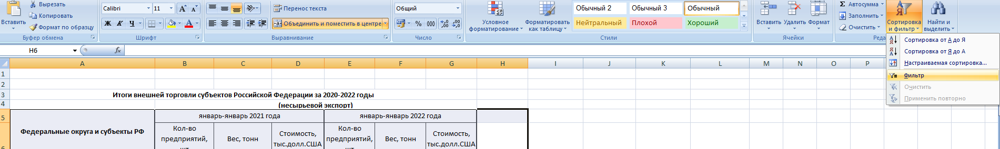 Вырезать
Копировать
Формат по образцу
Вставить
Буфер обмена
Calibri 11
Ж К Ч
Шрифт
Перенос текста
Объединить и поместить в центре
Выравнивание
Общий
% 000
Число
Условное форматирование
Форматировать как таблицу
Обычный 2 Обычный 3 Обычный
Нейтральный Плохой Хороший
Стили
Вставить Удалить Формат
Ячейки
Σ Автосумма
Заполнить
Очистить
Сортировка и фильтр
Найти и выделить
Реда
Сортировка от А до Я
Сортировка от Я до А
Настраиваемая сортировка...
Фильтр
Очистить
Применить повторно
H6 fx
A B C D E F G H I J K L M N O P
1
2
3 Итоги внешней торговли субъектов Российской Федерации за 2020-2022 годы
4 (несырьевой экспорт)
5 январь-январь 2021 года январь-январь 2022 года
Федеральные округа и субъекты РФ
Кол-во предприятий, Вес, тонн Стоимость, тыс.долл.США Кол-во предприятий, Вес, тонн Стоимость, тыс.долл.США
6